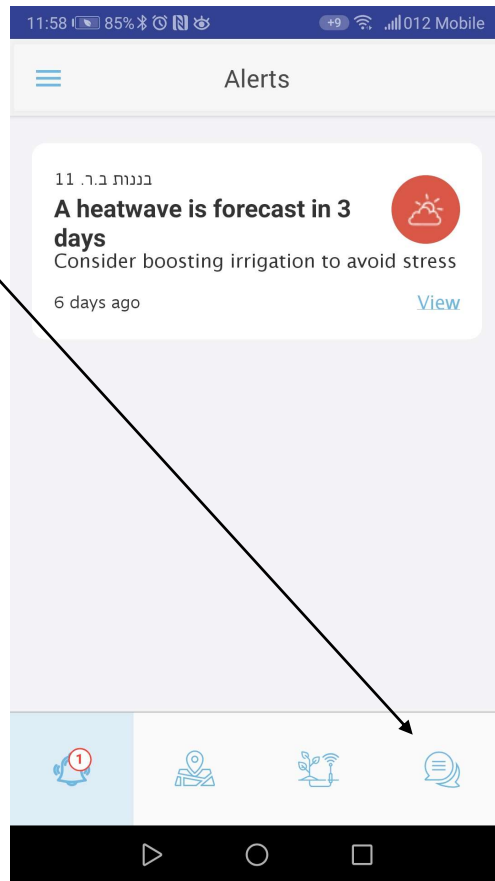 11:58 85% +9 012 Mobile
Alerts
בננות ב.ר. 11
A heatwave is forecast in 3
days
Consider boosting irrigation to avoid stress
6 days ago View
1